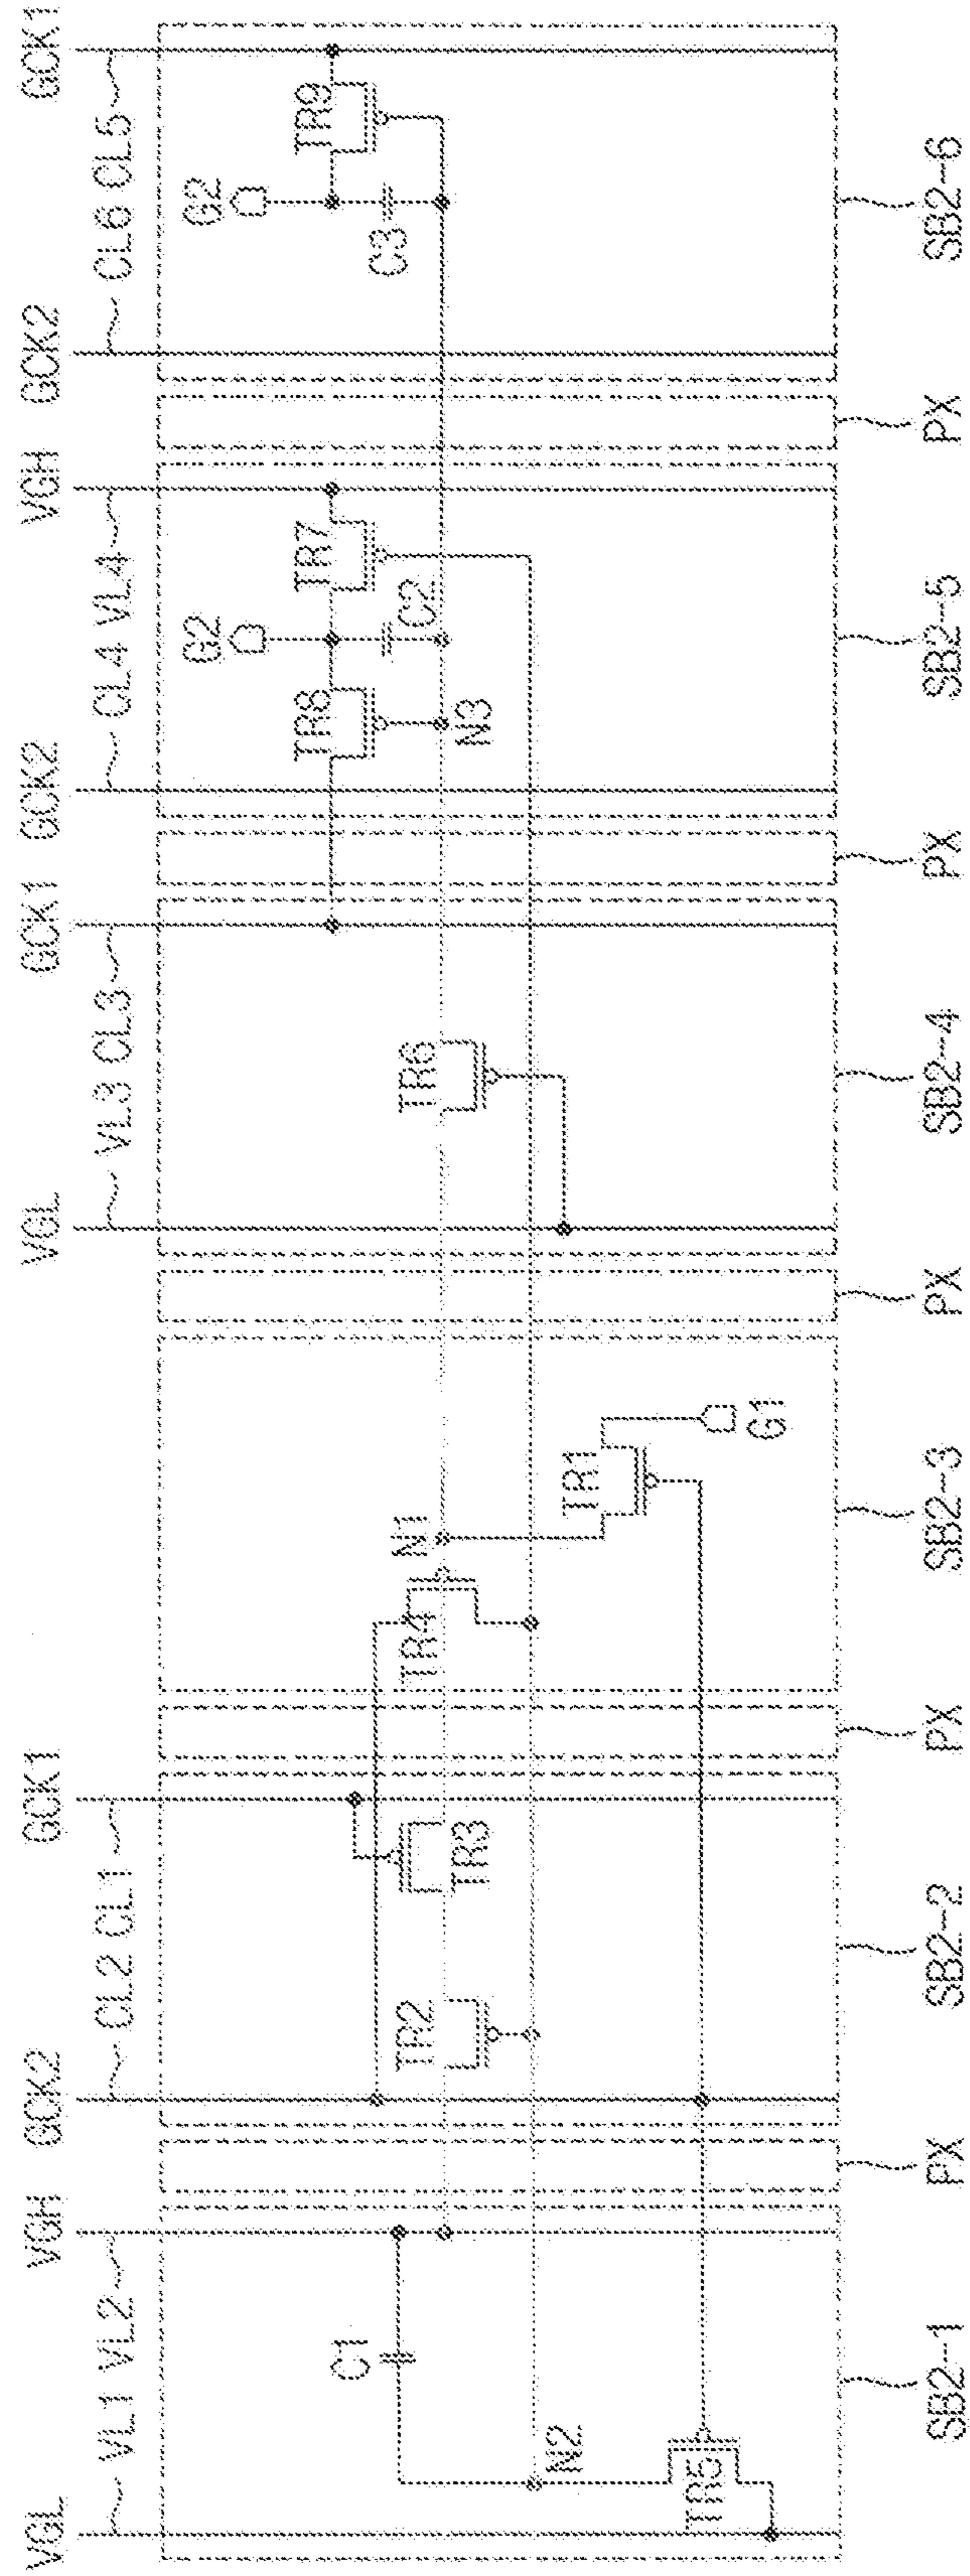 VGL VGH GCK2 GCK1 VGL GCK1 GCK2 VGH GCK2 GCK1
VL1 VL2 CL2 CL1 VL3 CL3 CL4 VL4 CL6 CL5
G2 G2
TR8 TR7 TR9
C1 TR2 TR4 N1 TR6 C2 C3
TR3 N3
N2 TR1
TR5 G1
SB2-1 PX SB2-2 PX SB2-3 PX SB2-4 PX SB2-5 PX SB2-6